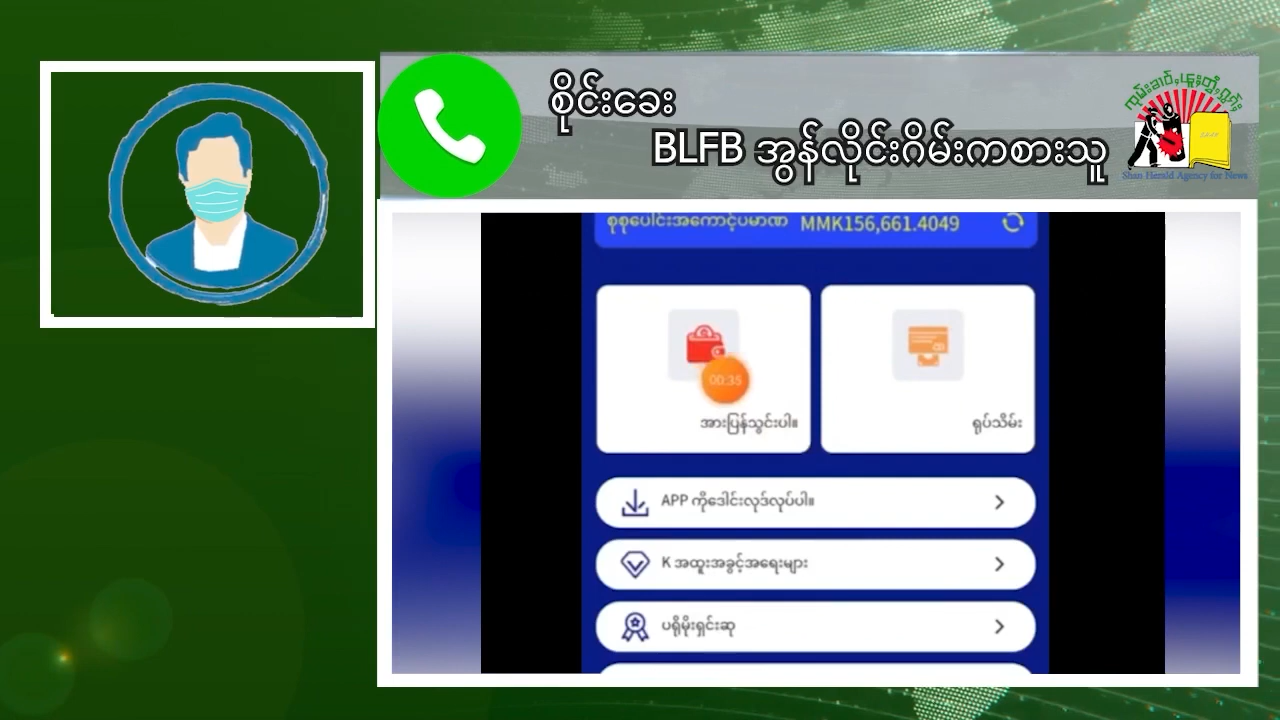 စိုင်းခေး
BLFB အွန်လိုင်းဂိမ်းကစားသူ
Shan Herald Agency for News
စုစုပေါင်းအကောင့်ပမာဏ MMK156,661.4049
00:35
အားပြန်သွင်းပါ။
ရုပ်သိမ်း
APP ကိုဒေါင်းလုဒ်လုပ်ပါ။
K အထူးအခွင့်အရေးများ
ပရိုမိုးရှင်းဆု